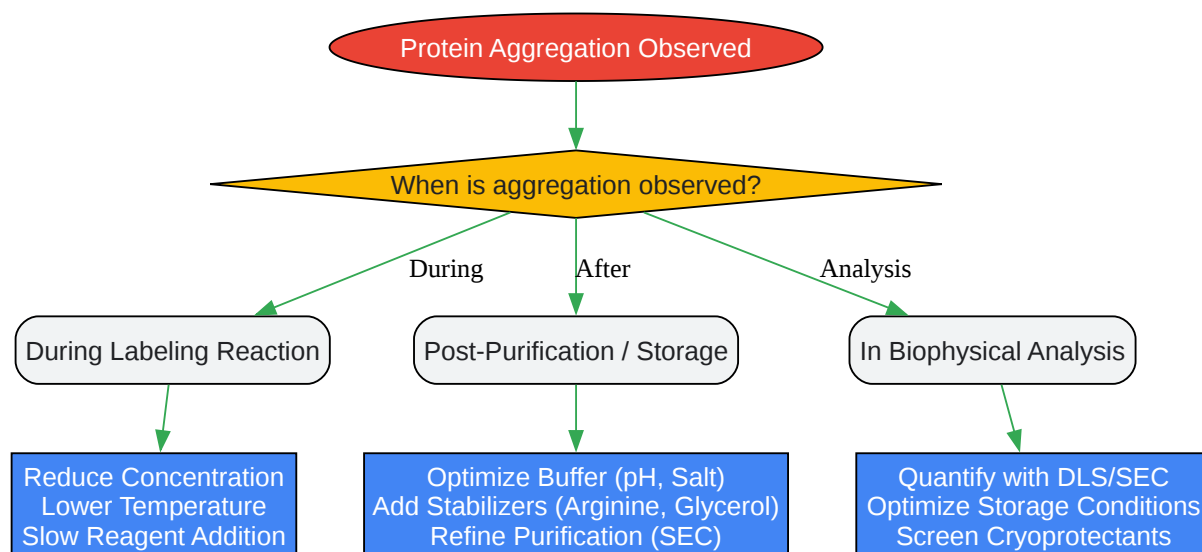 Protein Aggregation Observed
When is aggregation observed?
During
After
Analysis
During Labeling Reaction
Post-Purification / Storage
In Biophysical Analysis
Reduce Concentration
Lower Temperature
Slow Reagent Addition
Optimize Buffer (pH, Salt)
Add Stabilizers (Arginine, Glycerol)
Refine Purification (SEC)
Quantify with DLS/SEC
Optimize Storage Conditions
Screen Cryoprotectants